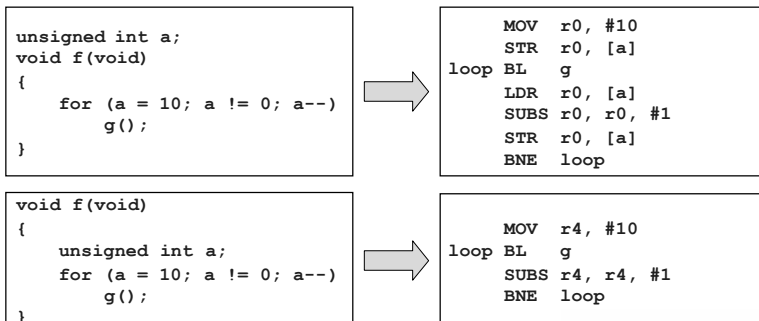 unsigned int a;
void f(void)
{
    for (a = 10; a != 0; a--)
        g();
}
MOV r0, #10
STR r0, [a]
loop BL g
LDR r0, [a]
SUBS r0, r0, #1
STR r0, [a]
BNE loop
void f(void)
{
    unsigned int a;
    for (a = 10; a != 0; a--)
        g();
}
MOV r4, #10
loop BL g
SUBS r4, r4, #1
BNE loop